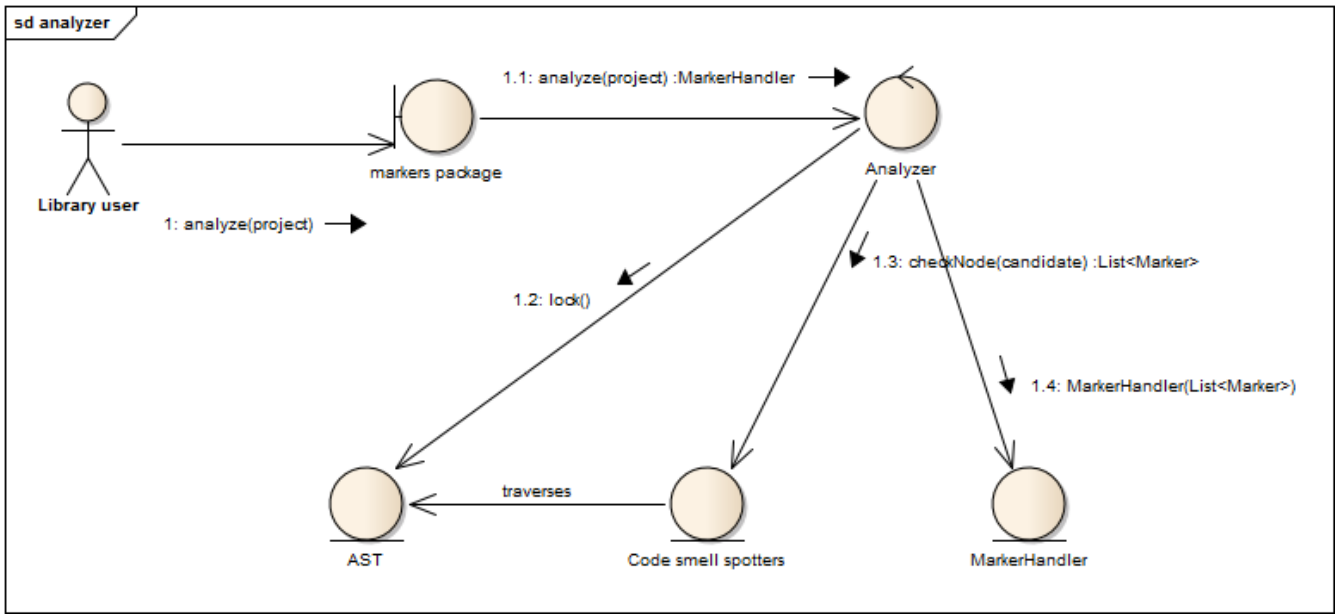 sd analyzer
1.1: analyze(project) :MarkerHandler
markers package
Analyzer
Library user
1: analyze(project)
1.3: checkNode(candidate) :List<Marker>
1.2: lock()
1.4: MarkerHandler(List<Marker>)
traverses
AST
Code smell spotters
MarkerHandler